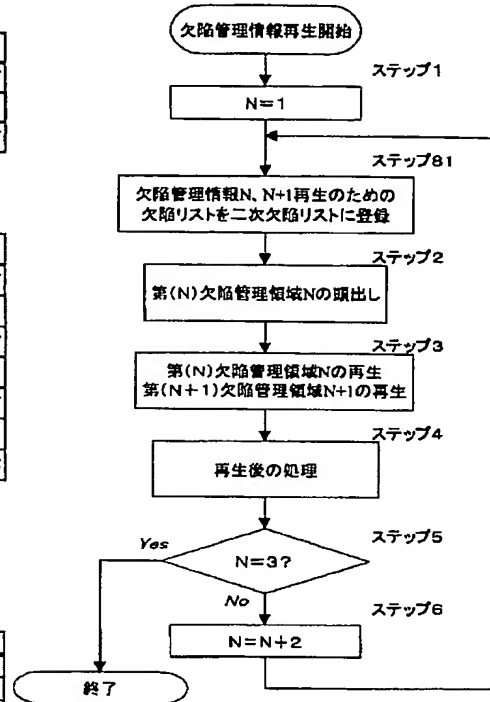 欠陥管理情報再生開始
ステップ1
N=1
ステップ81
欠陥管理情報N、N+1再生のための
欠陥リストを二次欠陥リストに登録
ステップ2
第(N)欠陥管理領域Nの頭出し
ステップ3
第(N)欠陥管理領域Nの再生
第(N+1)欠陥管理領域N+1の再生
ステップ4
再生後の処理
ステップ5
Yes
N=3?
No
ステップ6
N=N+2
終了